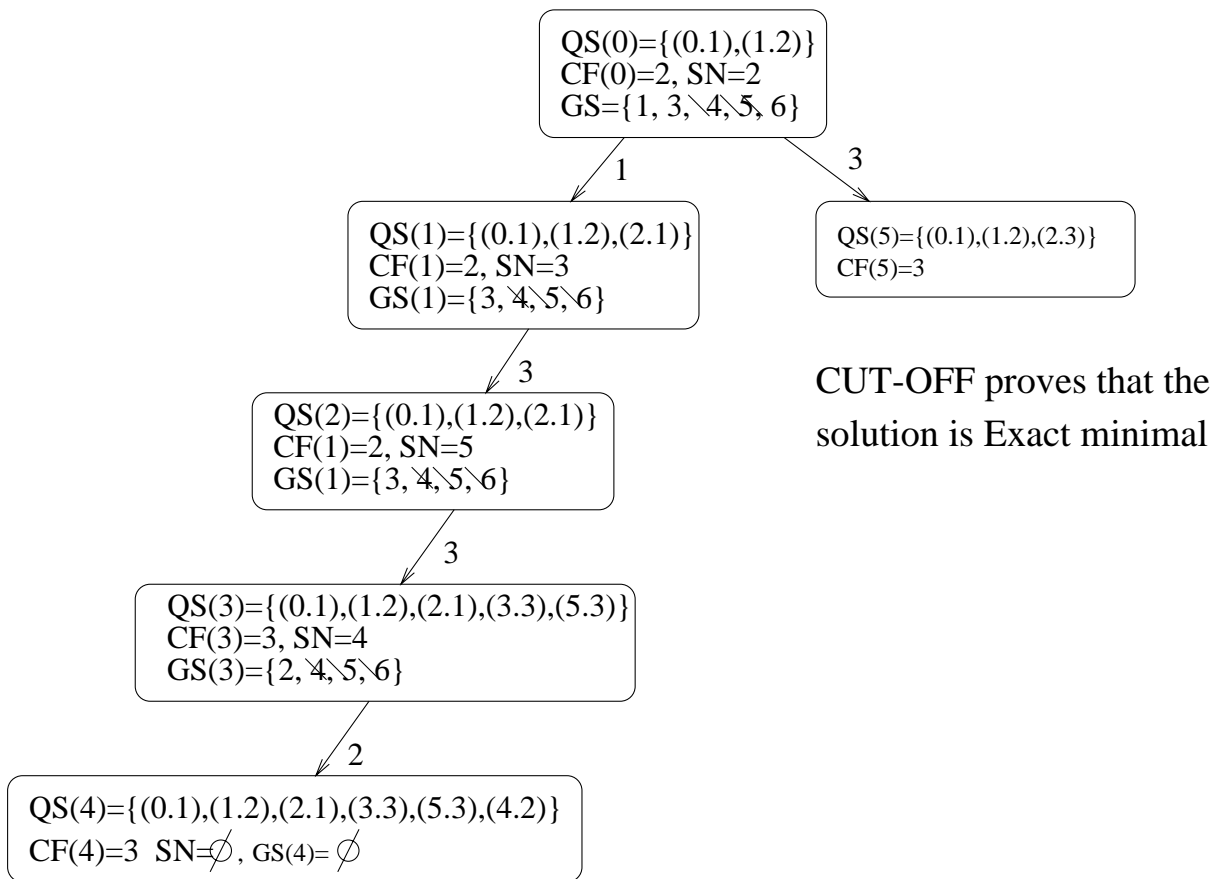 QS(0)={(0.1),(1.2)}
CF(0)=2, SN=2
GS={1, 3, 4, 5, 6}
1
3
QS(1)={(0.1),(1.2),(2.1)}
CF(1)=2, SN=3
GS(1)={3, 4, 5, 6}
QS(5)={(0.1),(1.2),(2.3)}
CF(5)=3
3
CUT-OFF proves that the
solution is Exact minimal
QS(2)={(0.1),(1.2),(2.1)}
CF(1)=2, SN=5
GS(1)={3, 4, 5, 6}
3
QS(3)={(0.1),(1.2),(2.1),(3.3),(5.3)}
CF(3)=3, SN=4
GS(3)={2, 4, 5, 6}
2
QS(4)={(0.1),(1.2),(2.1),(3.3),(5.3),(4.2)}
CF(4)=3 SN=∅, GS(4)= ∅